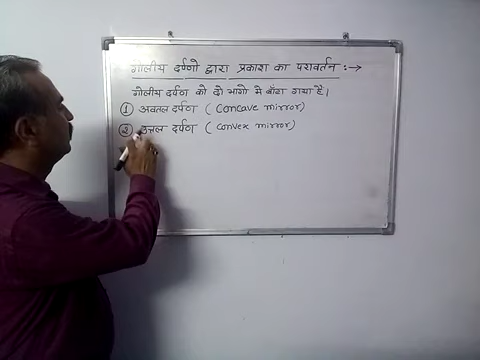 गोलीय दर्पणो द्वारा प्रकाश का परावर्तन :→
गोलीय दर्पण को दो भागो मे बाँटा गया है।
① अवतल दर्पण ( Concave mirror)
② उत्तल दर्पण ( Convex mirror)